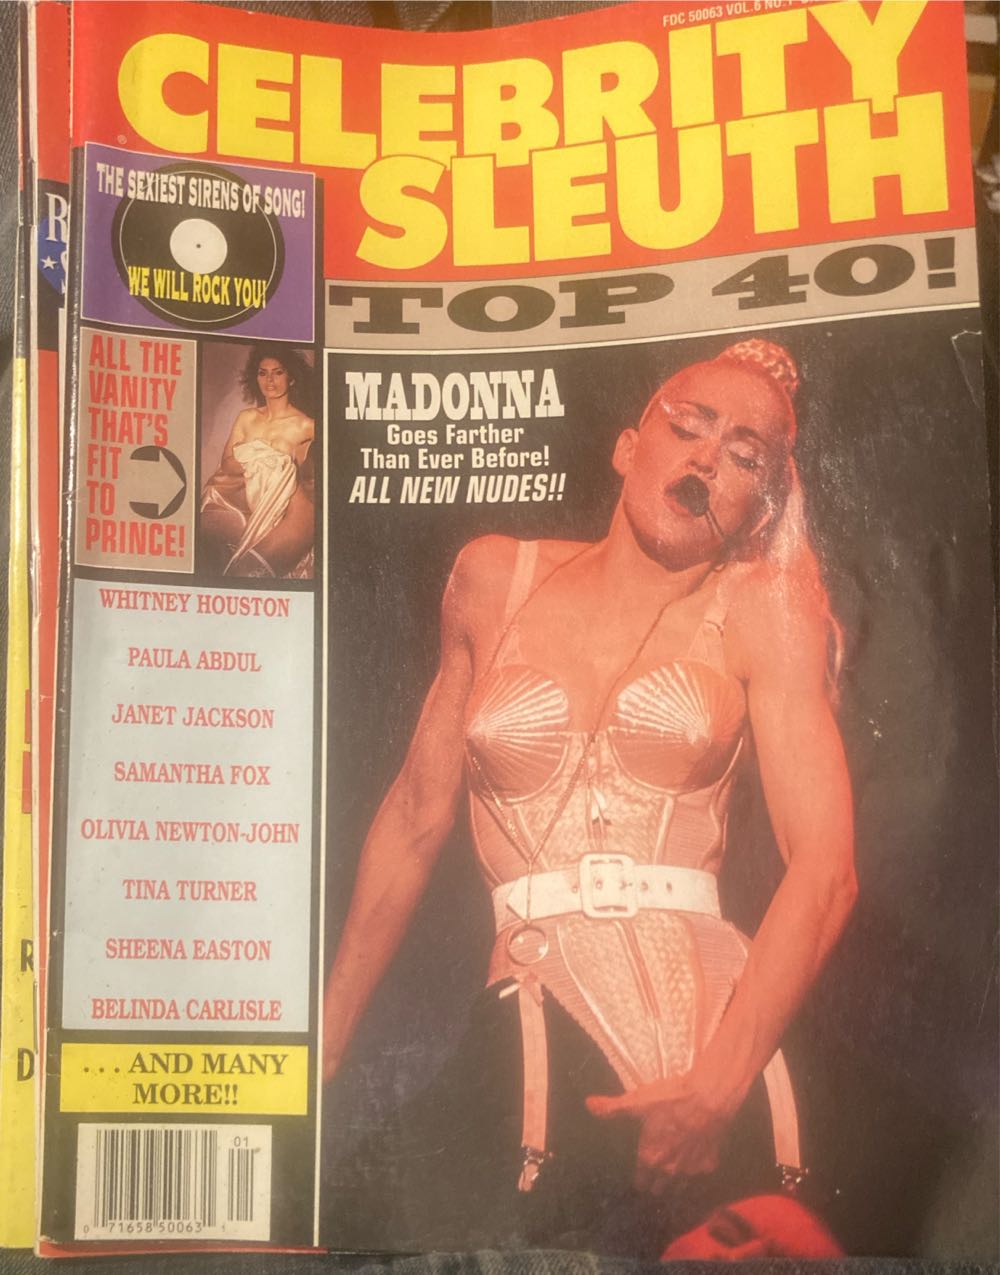 FDC 50063 VOL.6 NO.1
CELEBRITY
SLEUTH
®
TOP 40!
THE SEXIEST SIRENS OF SONG!
WE WILL ROCK YOU!
ALL THE
VANITY
THAT'S
FIT
TO
PRINCE!
MADONNA
Goes Farther
Than Ever Before!
ALL NEW NUDES!!
WHITNEY HOUSTON
PAULA ABDUL
JANET JACKSON
SAMANTHA FOX
OLIVIA NEWTON-JOHN
TINA TURNER
SHEENA EASTON
BELINDA CARLISLE
...AND MANY
MORE!!
01
0 71658 50063 1
R
R
D